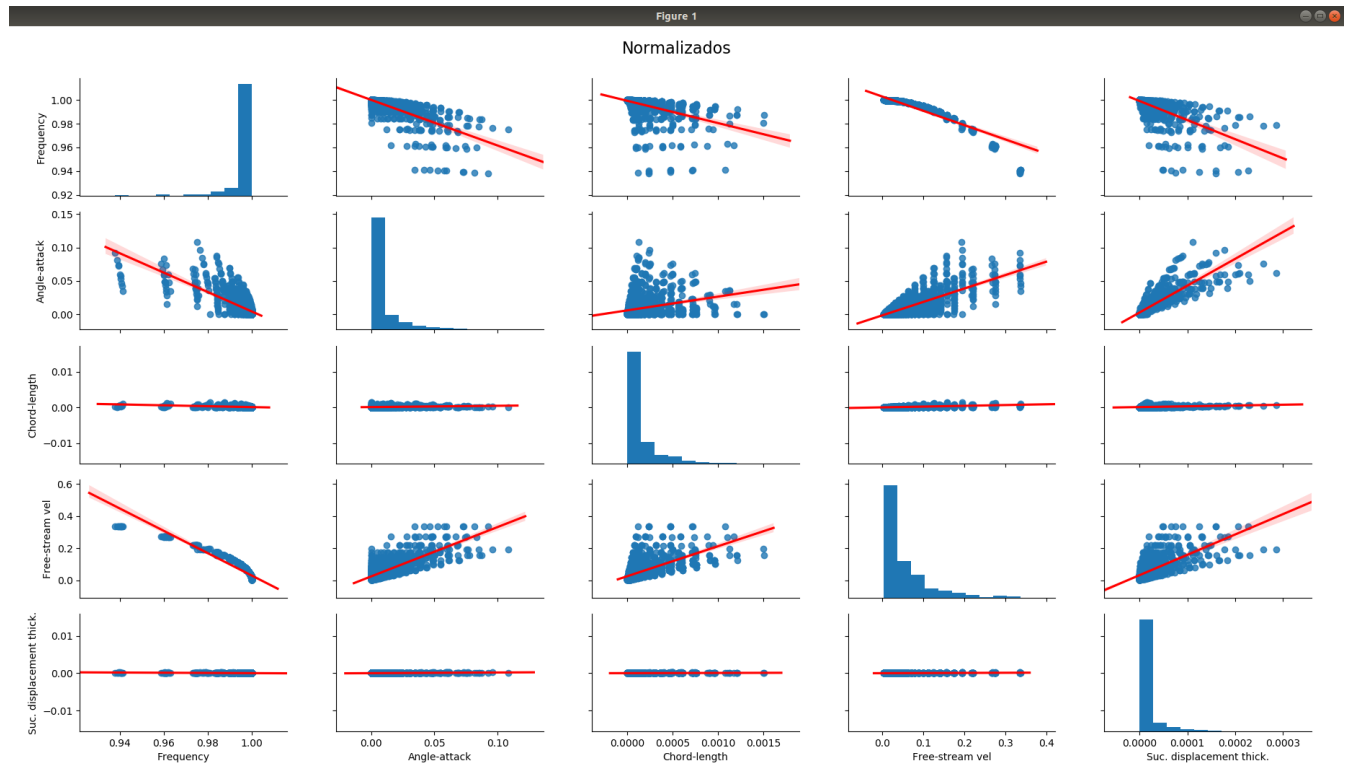 Figure 1
Normalizados
Frequency
1.00
0.98
0.96
0.94
0.92
Angle-attack
0.15
0.10
0.05
0.00
Chord-length
0.01
0.00
−0.01
Free-stream vel
0.6
0.4
0.2
0.0
Suc. displacement thick.
0.01
0.00
−0.01
0.94 0.96 0.98 1.00
0.00 0.05 0.10
0.0000 0.0005 0.0010 0.0015
0.0 0.1 0.2 0.3 0.4
0.0000 0.0001 0.0002 0.0003
Frequency
Angle-attack
Chord-length
Free-stream vel
Suc. displacement thick.